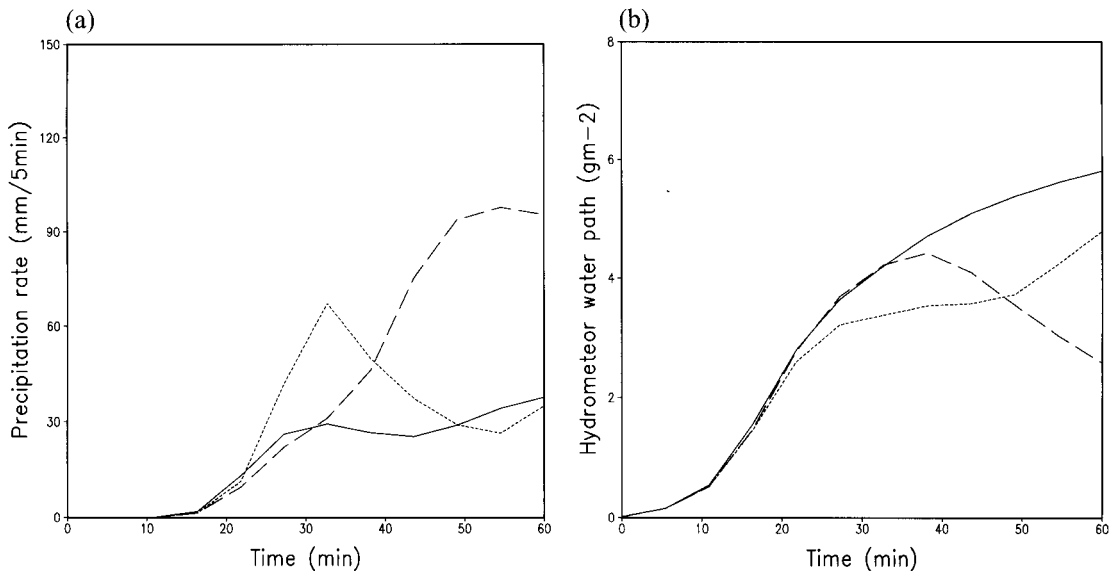 (a)
150
120
90
60
30
0
Precipitation rate (mm/5min)
0 10 20 30 40 50 60
Time (min)
(b)
8
6
4
2
0
Hydrometeor water path (gm-2)
0 10 20 30 40 50 60
Time (min)